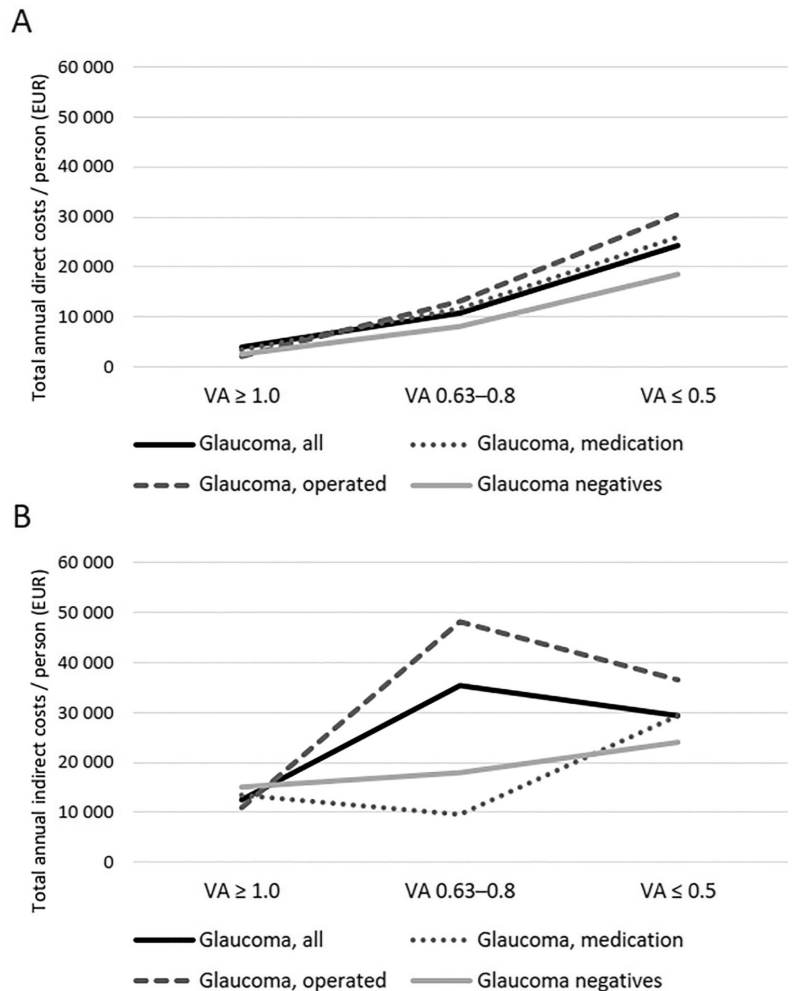 A
Total annual direct costs / person (EUR)
60 000
50 000
40 000
30 000
20 000
10 000
0
VA ≥ 1.0 VA 0.63–0.8 VA ≤ 0.5
Glaucoma, all Glaucoma, medication
Glaucoma, operated Glaucoma negatives
B
Total annual indirect costs / person (EUR)
60 000
50 000
40 000
30 000
20 000
10 000
0
VA ≥ 1.0 VA 0.63–0.8 VA ≤ 0.5
Glaucoma, all Glaucoma, medication
Glaucoma, operated Glaucoma negatives